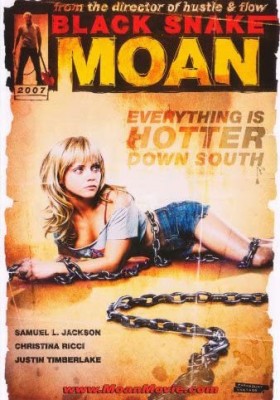 from the director of hustle & flow
BLACK SNAKE
MOAN
2007
EVERYTHING IS
HOTTER
DOWN SOUTH
SAMUEL L. JACKSON
CHRISTINA RICCI
JUSTIN TIMBERLAKE
www.MoanMovie.com